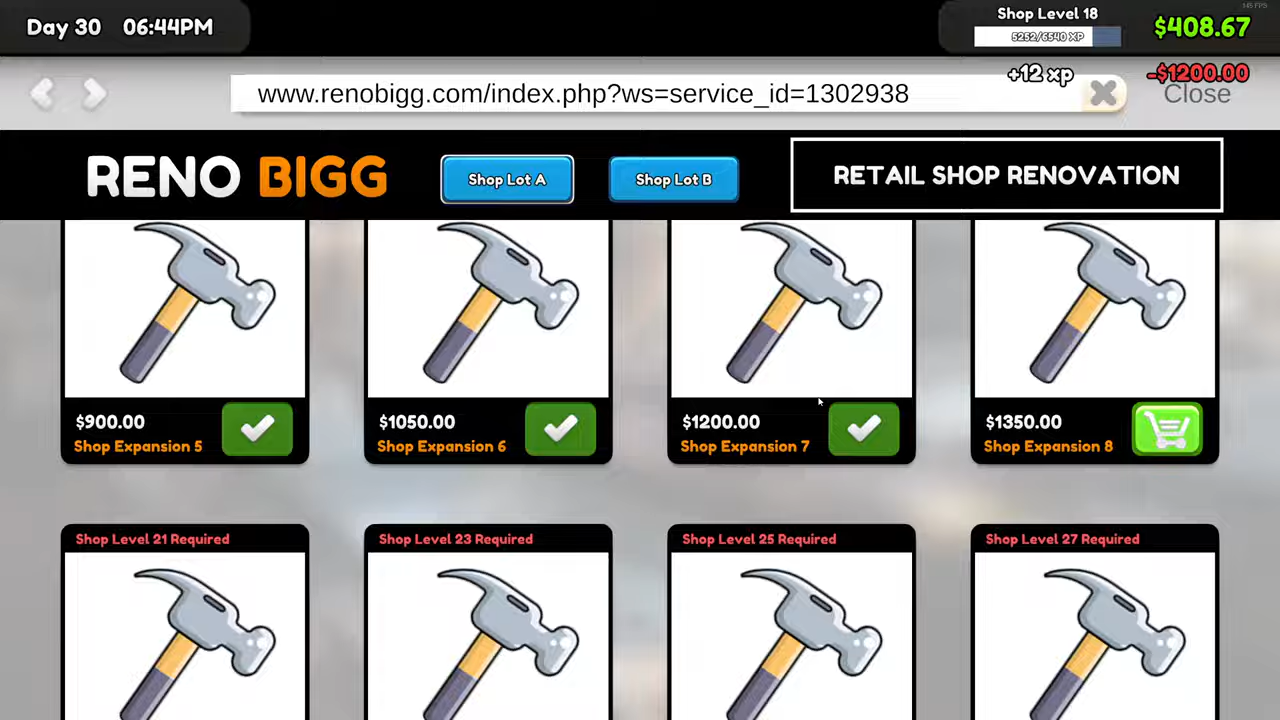 Day 30 06:44PM
Shop Level 18
5252/6540 XP
$408.67
145 FPS
+12 xp
-$1200.00
www.renobigg.com/index.php?ws=service_id=1302938
Close
RENO BIGG
Shop Lot A
Shop Lot B
RETAIL SHOP RENOVATION
$900.00
Shop Expansion 5
$1050.00
Shop Expansion 6
$1200.00
Shop Expansion 7
$1350.00
Shop Expansion 8
Shop Level 21 Required
Shop Level 23 Required
Shop Level 25 Required
Shop Level 27 Required